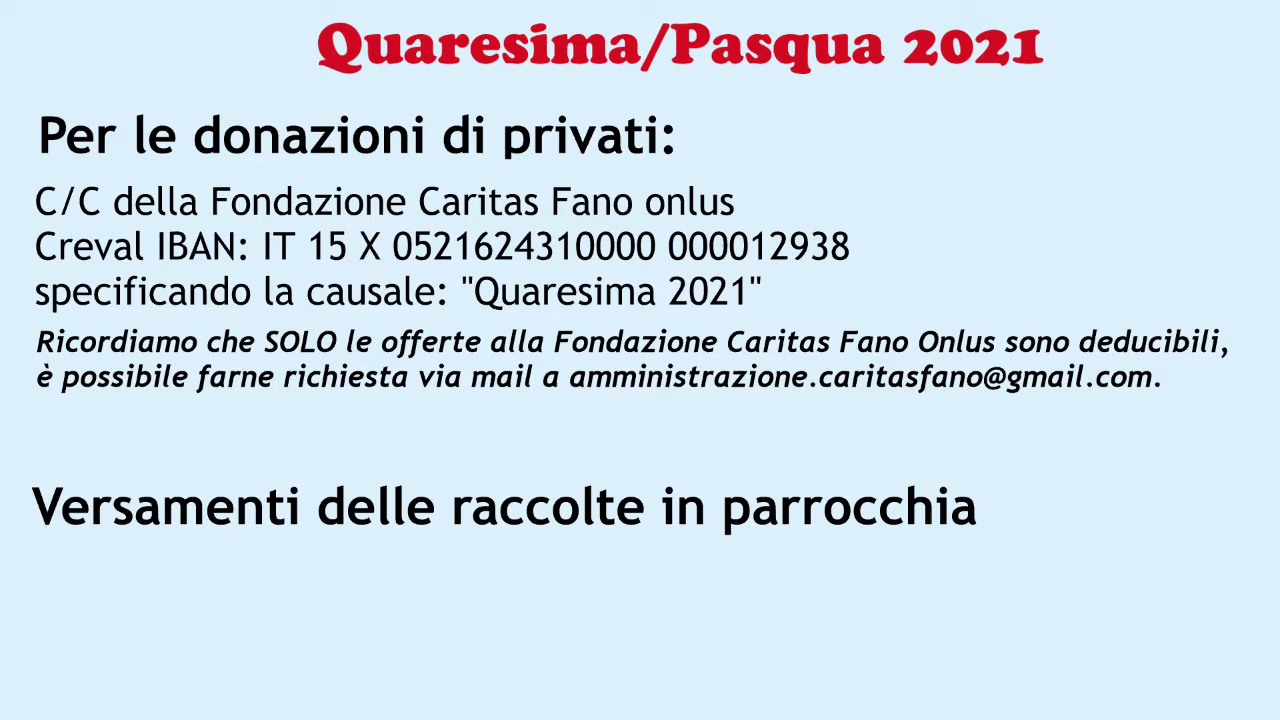 Quaresima/Pasqua 2021
Per le donazioni di privati:
C/C della Fondazione Caritas Fano onlus
Creval IBAN: IT 15 X 0521624310000 000012938
specificando la causale: "Quaresima 2021"
Ricordiamo che SOLO le offerte alla Fondazione Caritas Fano Onlus sono deducibili,
è possibile farne richiesta via mail a amministrazione.caritasfano@gmail.com.
Versamenti delle raccolte in parrocchia